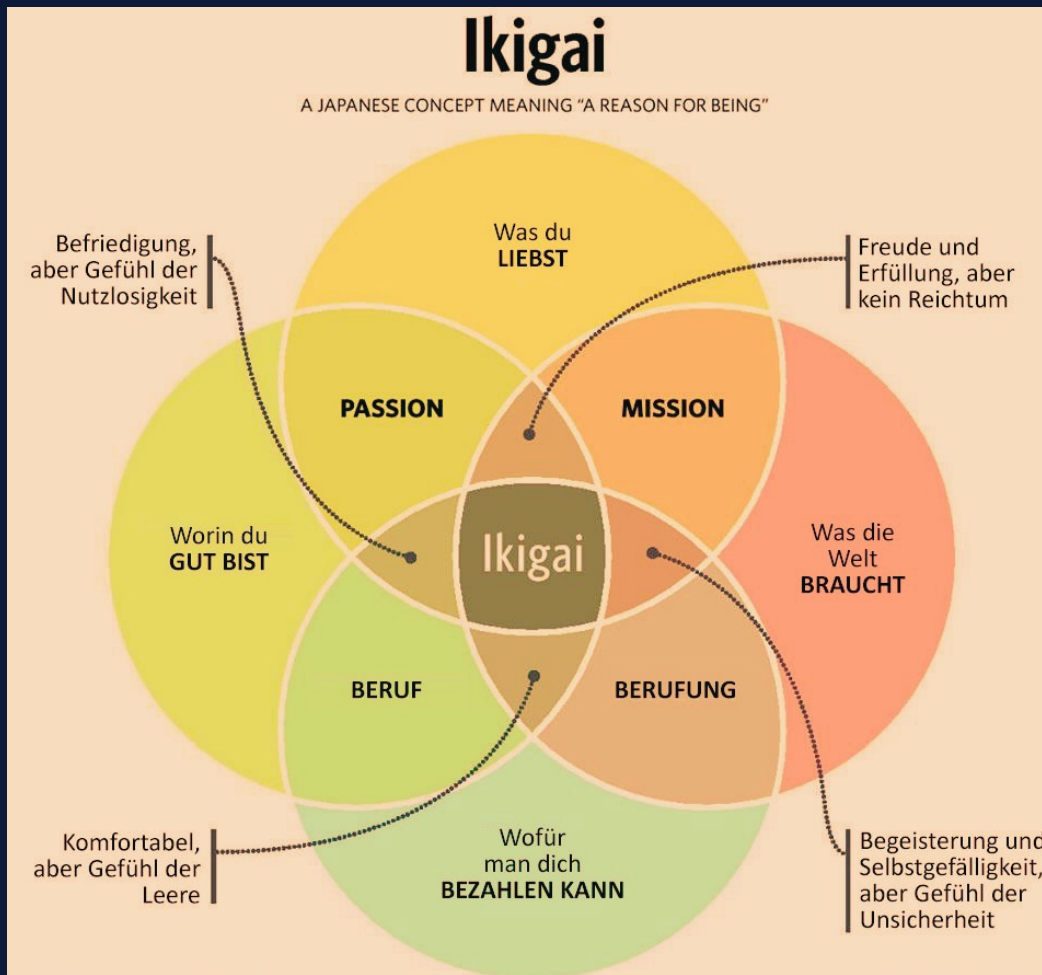 Ikigai
A JAPANESE CONCEPT MEANING “A REASON FOR BEING”
Was du
LIEBST
Befriedigung,
aber Gefühl der
Nutzlosigkeit
Freude und
Erfüllung, aber
kein Reichtum
PASSION
MISSION
Worin du
GUT BIST
Ikigai
Was die
Welt
BRAUCHT
BERUF
BERUFUNG
Komfortabel,
aber Gefühl der
Leere
Wofür
man dich
BEZAHLEN KANN
Begeisterung und
Selbstgefälligkeit,
aber Gefühl der
Unsicherheit